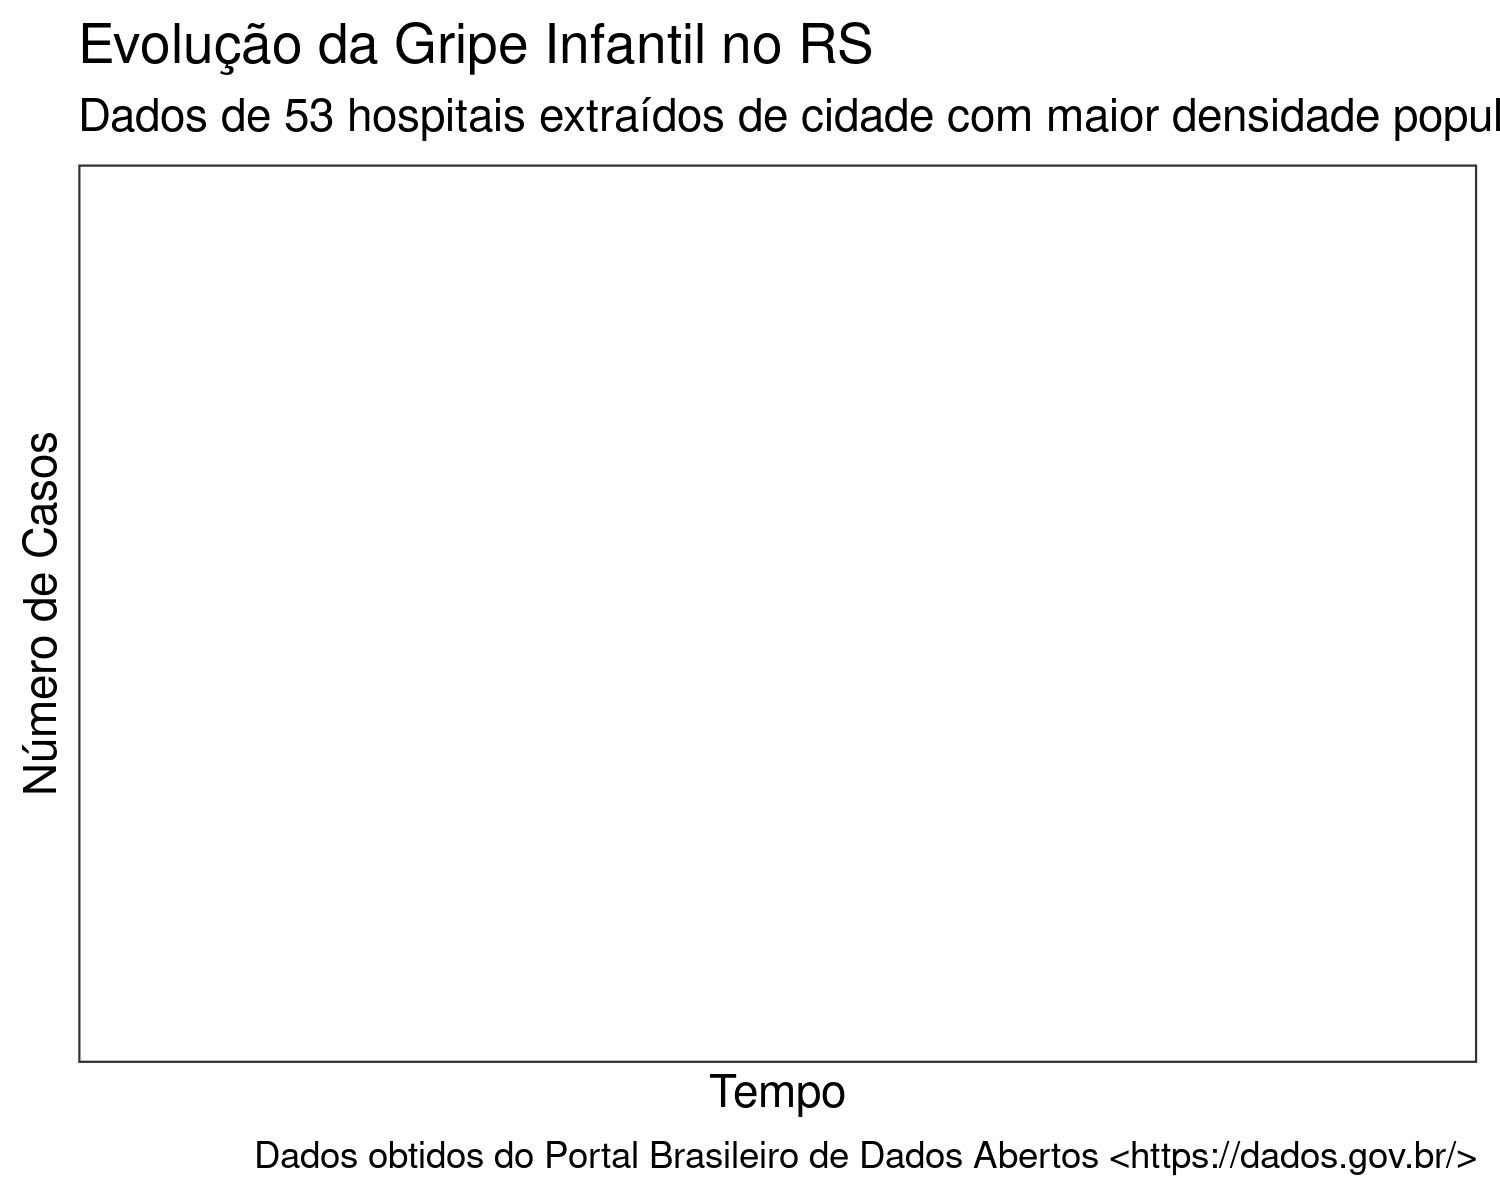 Evolução da Gripe Infantil no RS
Dados de 53 hospitais extraídos de cidade com maior densidade popul
Número de Casos
Tempo
Dados obtidos do Portal Brasileiro de Dados Abertos <https://dados.gov.br/>